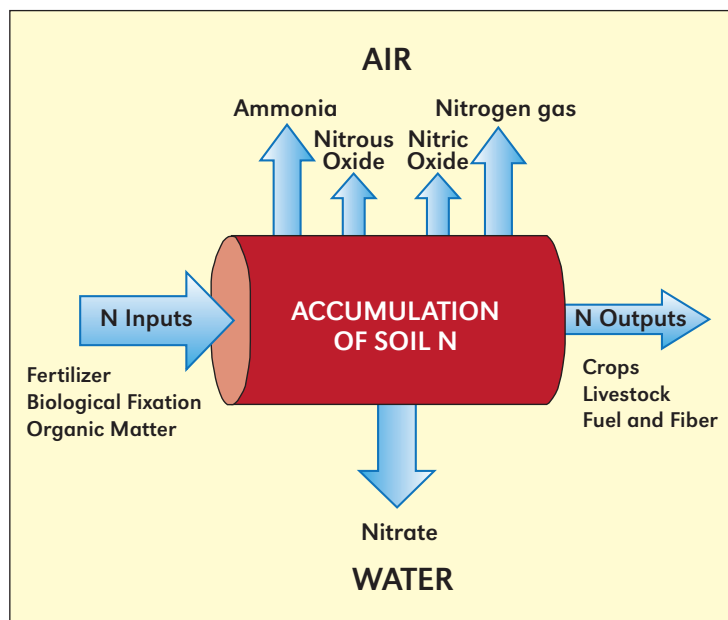 AIR
Ammonia
Nitrogen gas
Nitrous
Oxide
Nitric
Oxide
N Inputs
ACCUMULATION
OF SOIL N
N Outputs
Fertilizer
Biological Fixation
Organic Matter
Crops
Livestock
Fuel and Fiber
Nitrate
WATER